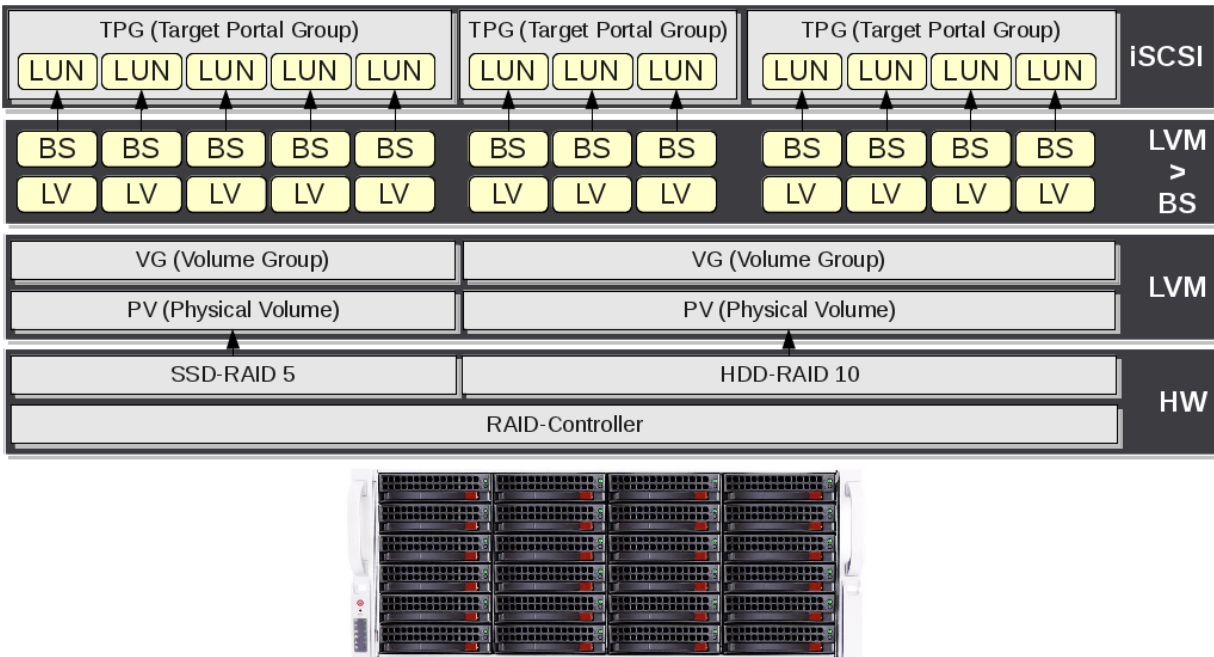 TPG (Target Portal Group) TPG (Target Portal Group) TPG (Target Portal Group)
LUN LUN LUN LUN LUN LUN LUN LUN LUN LUN LUN LUN
iSCSI
BS BS BS BS BS BS BS BS BS BS BS BS
LV LV LV LV LV LV LV LV LV LV LV LV
LVM
>
BS
VG (Volume Group) VG (Volume Group)
PV (Physical Volume) PV (Physical Volume)
LVM
SSD-RAID 5 HDD-RAID 10
RAID-Controller
HW